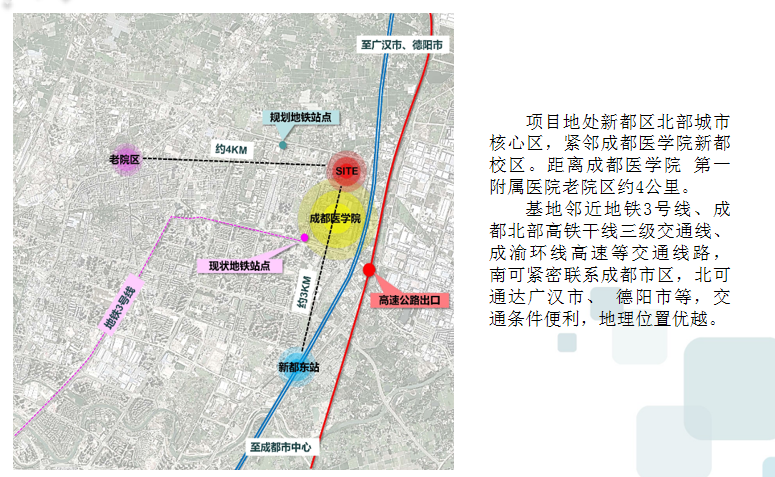 至广汉市、德阳市
规划地铁站点
约4KM
老院区
SITE
成都医学院
现状地铁站点
约3KM
高速公路出口
地铁3号线
新都东站
至成都市中心
项目地处新都区北部城市
核心区，紧邻成都医学院新都
校区。距离成都医学院 第一
附属医院老院区约4公里。
基地邻近地铁3号线、成
都北部高铁干线三级交通线、
成渝环线高速等交通线路，
南可紧密联系成都市区，北可
通达广汉市、 德阳市等，交
通条件便利，地理位置优越。